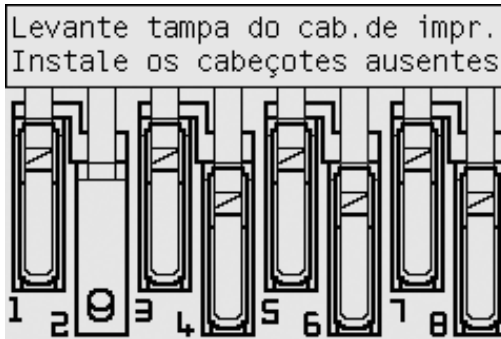 Levante tampa do cab.de impr.
Instale os cabeçotes ausentes
1 2 3 4 5 6 7 8